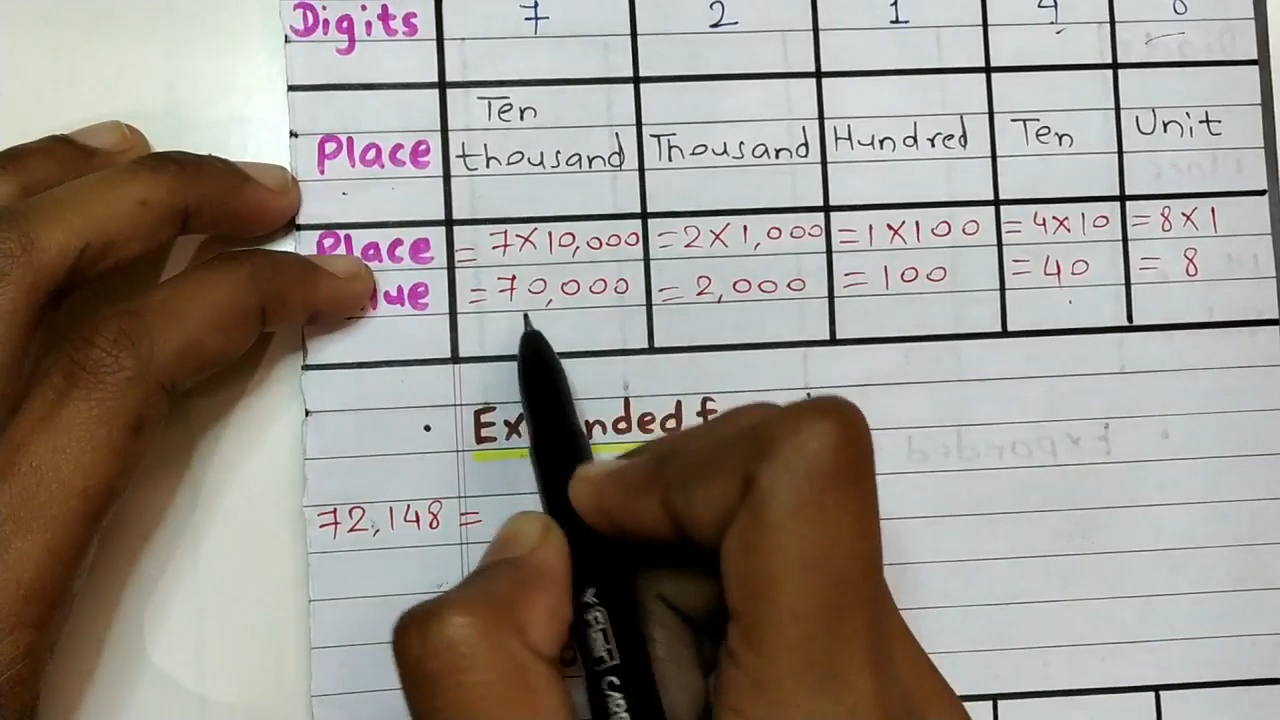 Digits 7 2 1 4 8
Ten
Place thousand Thousand Hundred Ten Unit
Place = 7×10,000 = 2×1,000 = 1×100 = 4×10 = 8×1
= 70,000 = 2,000 = 100 = 40 = 8
72,148 =